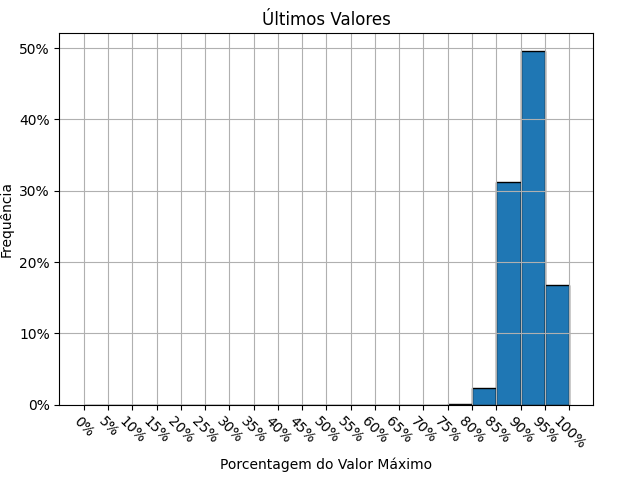 Últimos Valores
50%
40%
30%
20%
10%
0%
Frequência
0% 5% 10% 15% 20% 25% 30% 35% 40% 45% 50% 55% 60% 65% 70% 75% 80% 85% 90% 95% 100%
Porcentagem do Valor Máximo